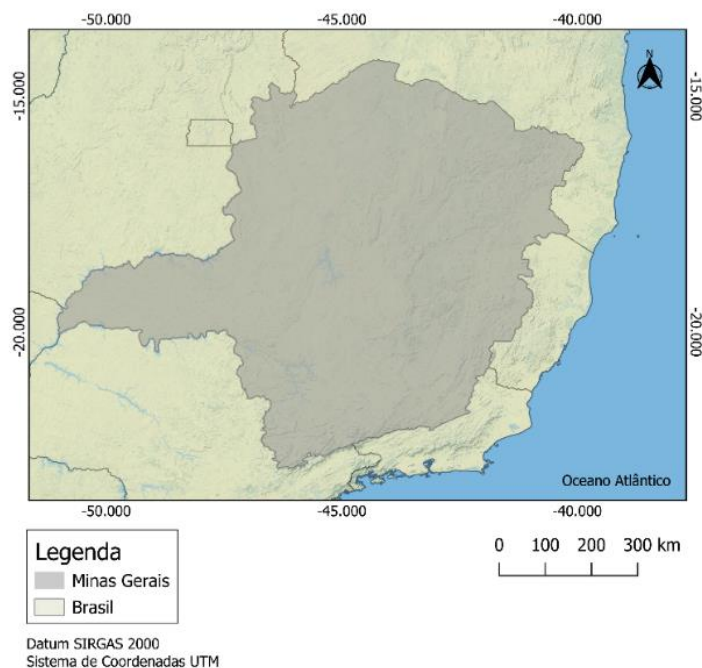 -50.000 -45.000 -40.000
N
-15.000 -15.000
-20.000 -20.000
Oceano Atlântico
-50.000 -45.000 -40.000
Legenda
Minas Gerais
Brasil
0 100 200 300 km
Datum SIRGAS 2000
Sistema de Coordenadas UTM